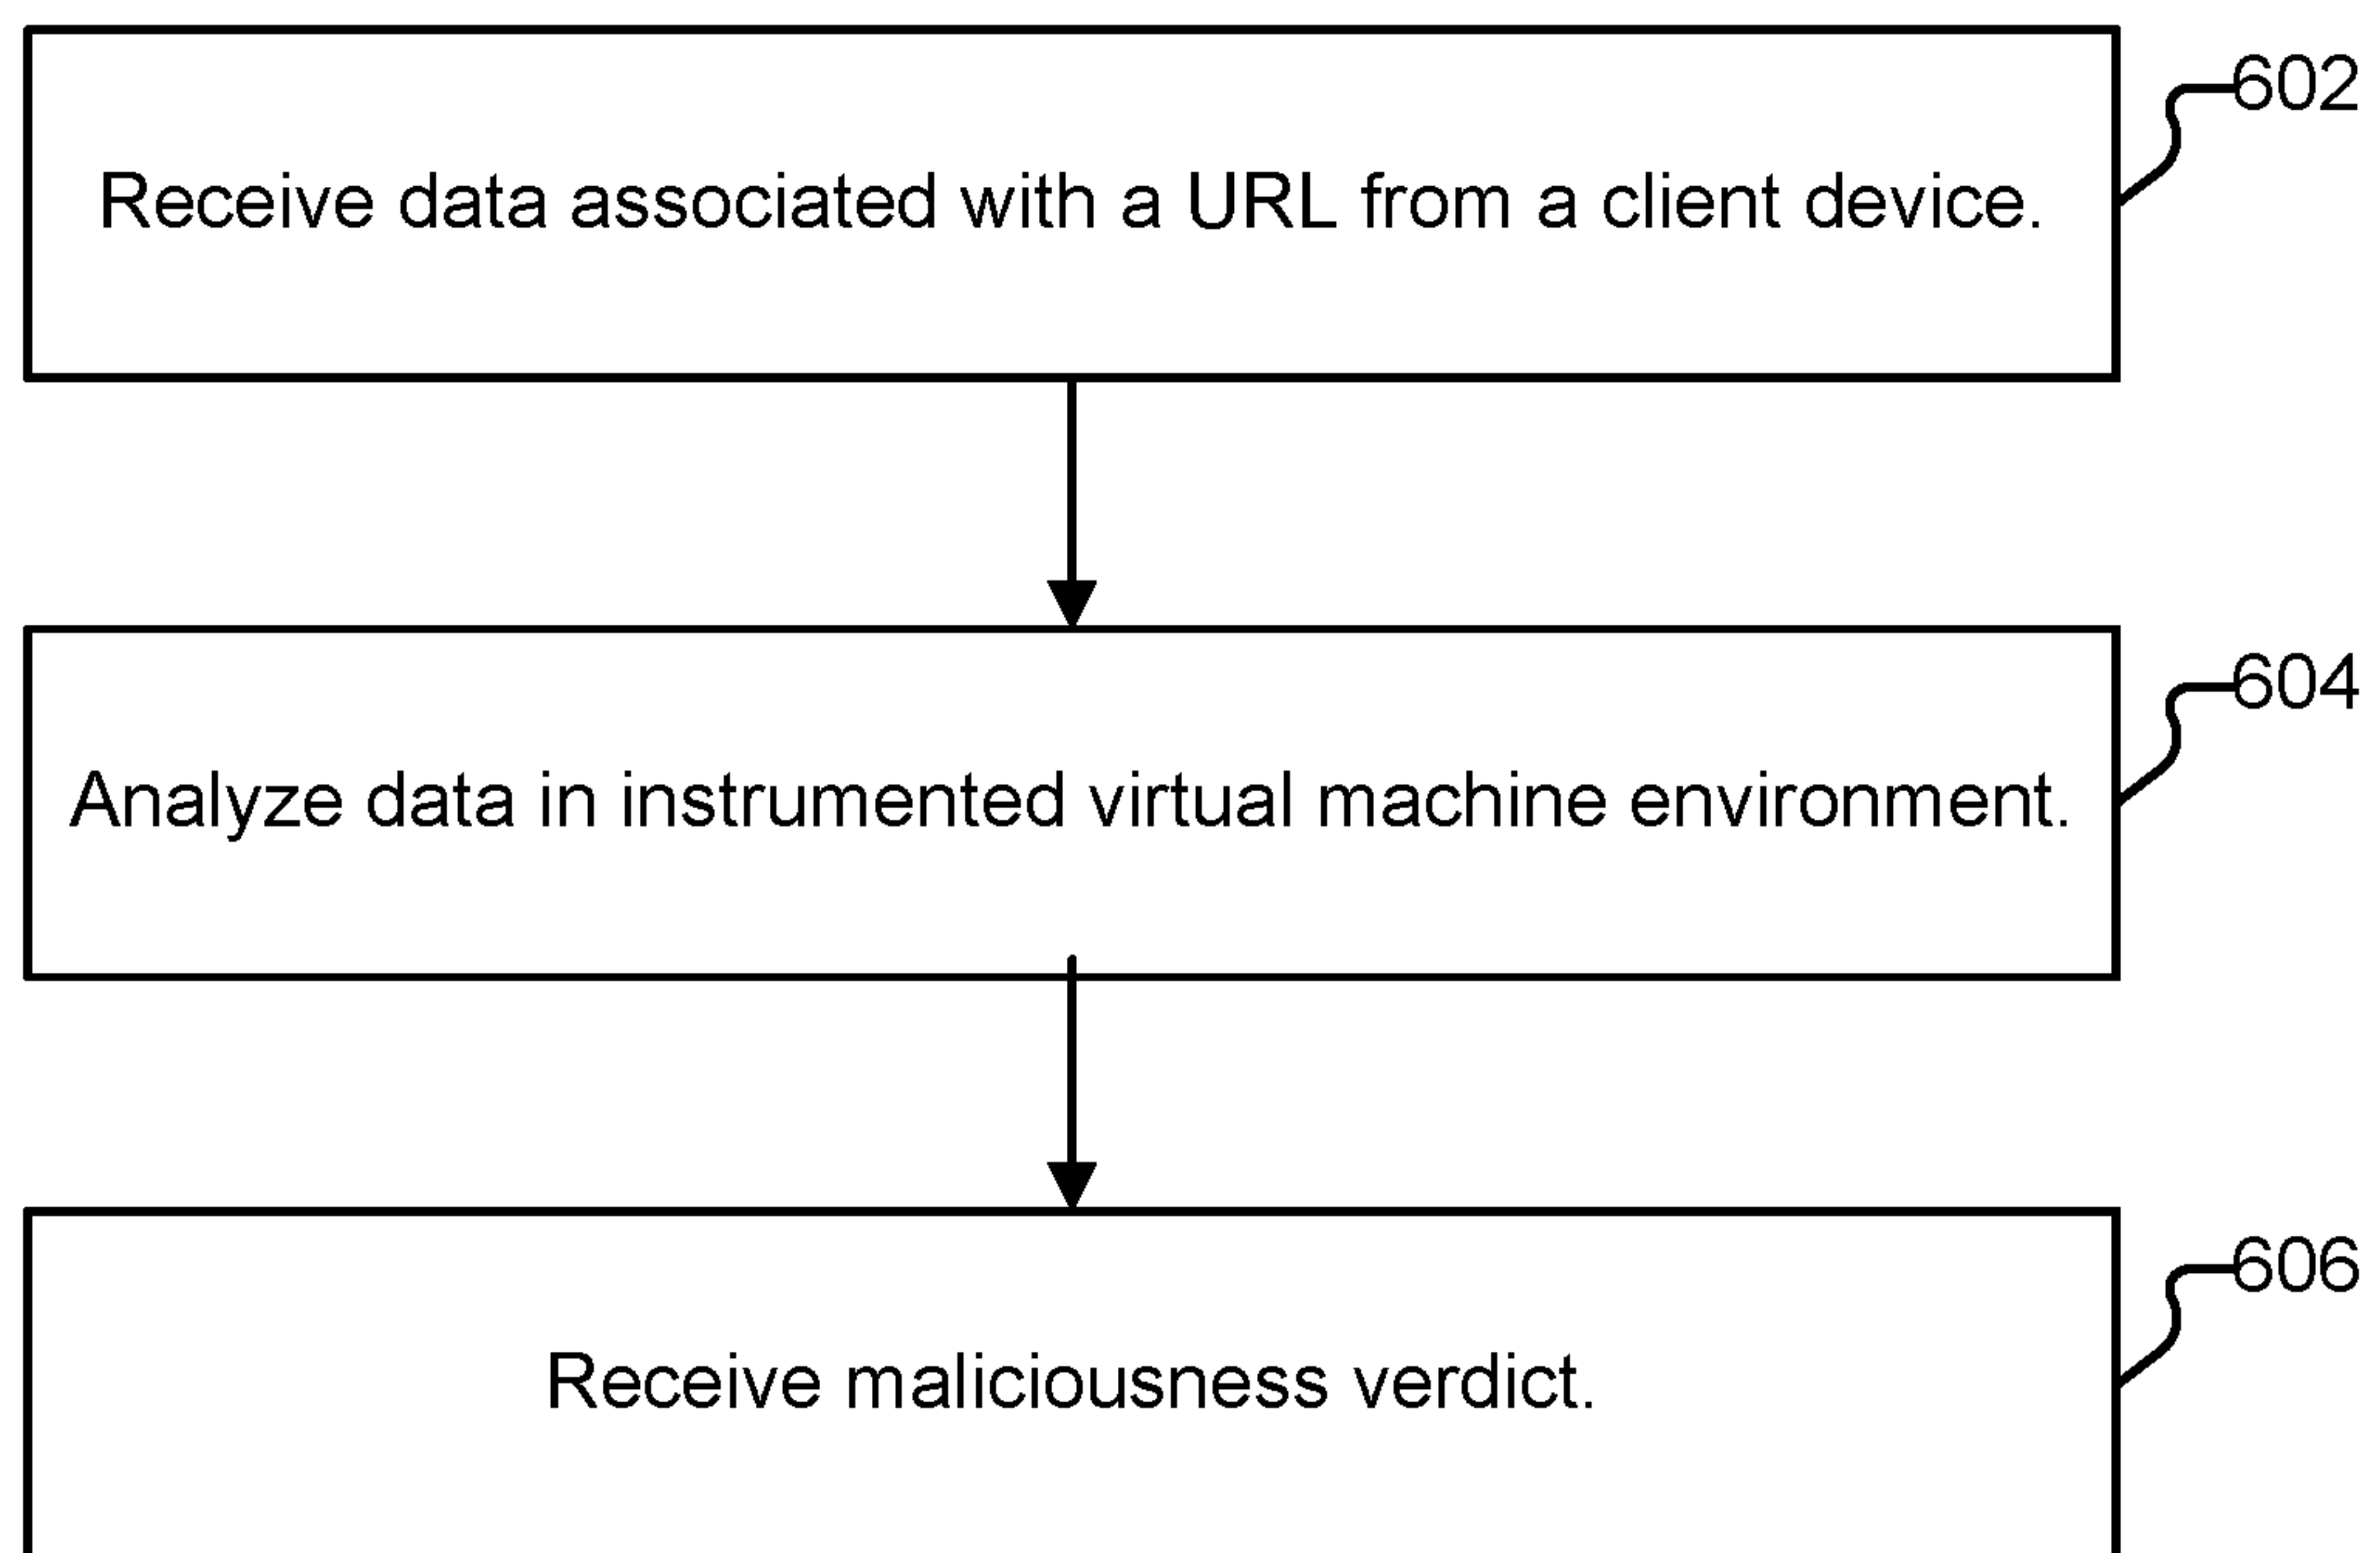 602
Receive data associated with a URL from a client device.
604
Analyze data in instrumented virtual machine environment.
606
Receive maliciousness verdict.